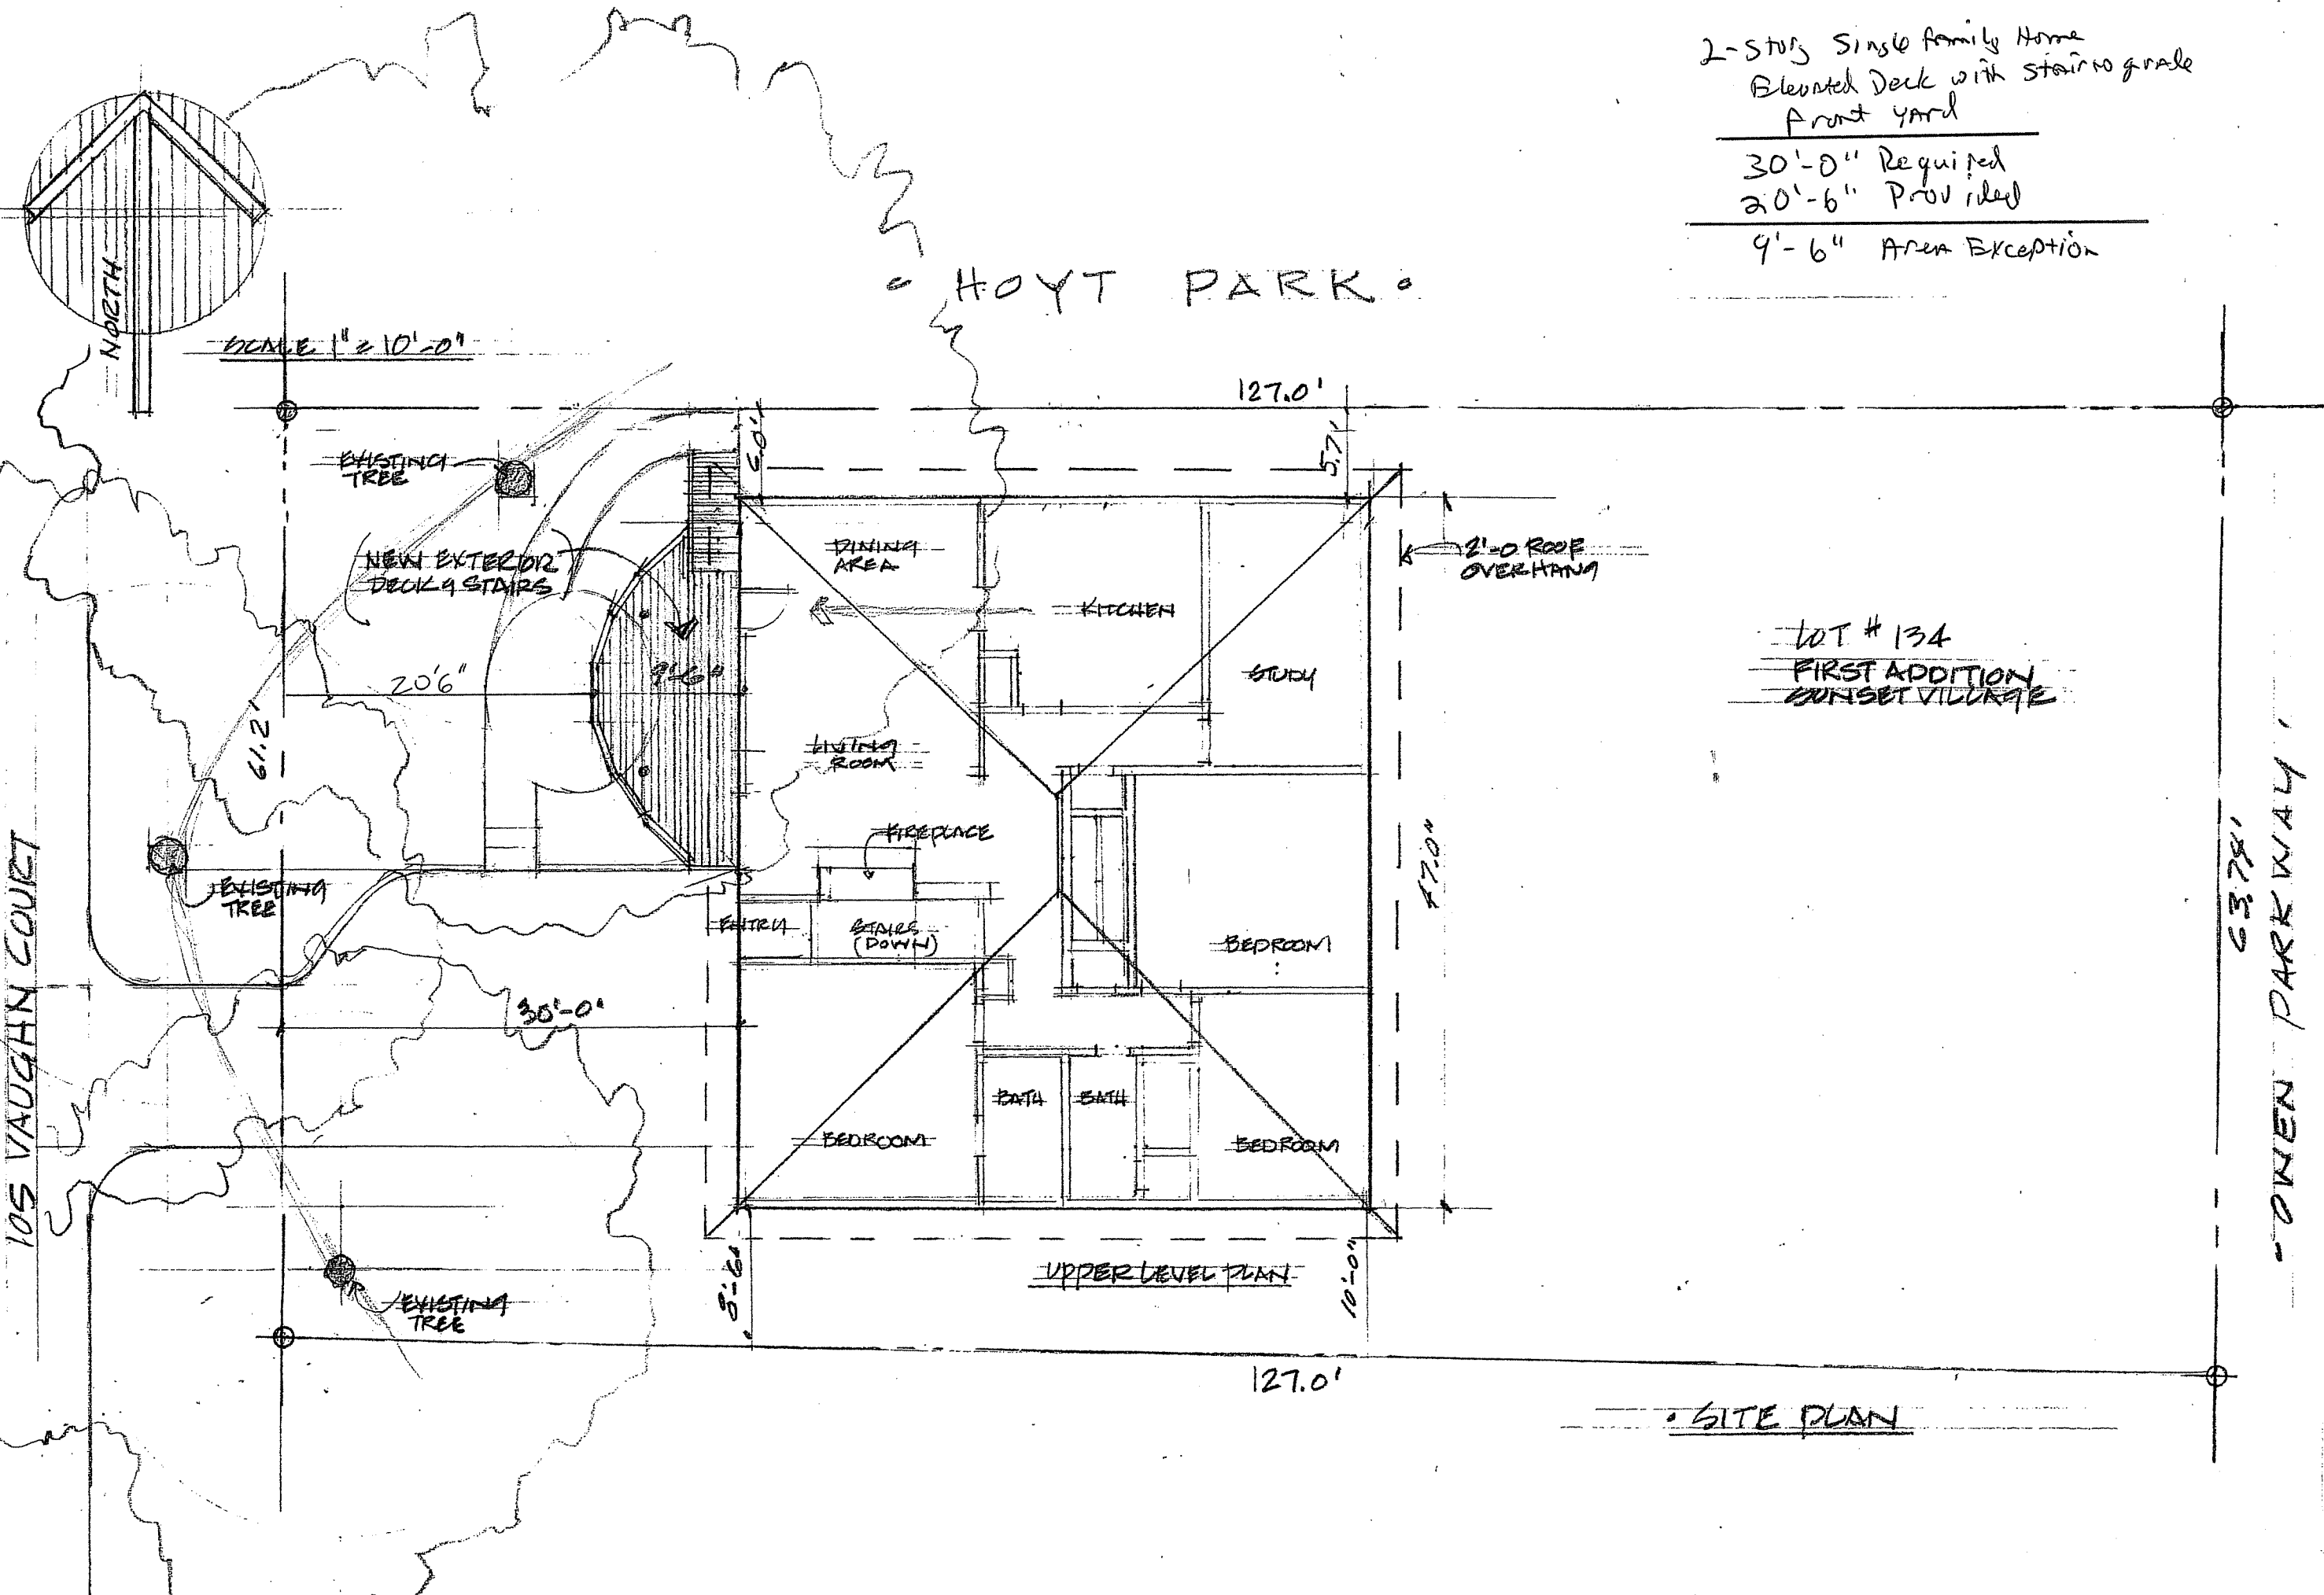 2-Story Single family Home
Elevated Deck with stair to grade
front yard
30'-0" Required
20'-6" Provided
9'-6" Area Exception
• HOYT PARK •
NORTH
SCALE 1" = 10'-0"
127.0'
6.0'
5.7'
EXISTING
TREE
NEW EXTERIOR
DECK & STAIRS
DINING
AREA
KITCHEN
STUDY
2'-0 ROOF
OVERHANG
LOT # 134
FIRST ADDITION
SUNSET VILLAGE
20'6"
9'-6"
61.2'
LIVING
ROOM
FIREPLACE
EXISTING
TREE
ENTRY
STAIRS
(DOWN)
BEDROOM
47.0"
63.78'
- OWEN PARKWAY
105 VAUGHN COURT
30'-0"
BATH
BATH
BEDROOM
BEDROOM
EXISTING
TREE
8'-6"
10'-0"
UPPER LEVEL PLAN
127.0'
• SITE PLAN